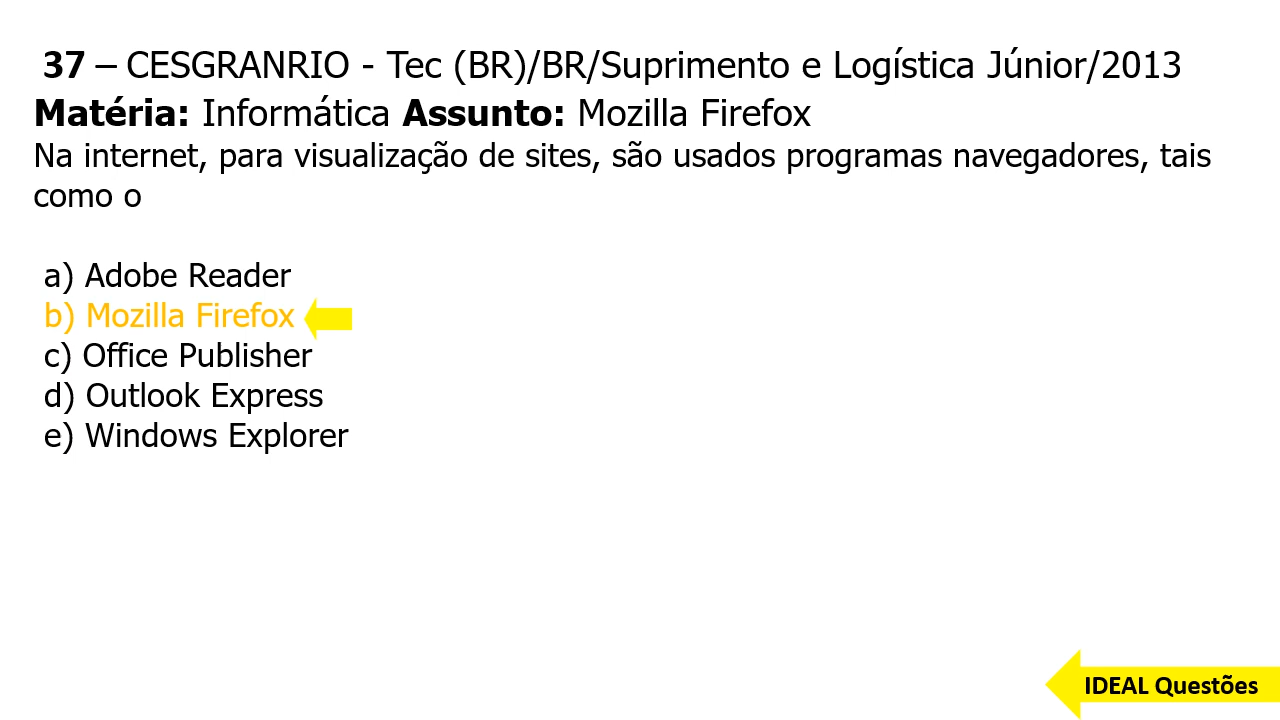 37 – CESGRANRIO - Tec (BR)/BR/Suprimento e Logística Júnior/2013
Matéria: Informática Assunto: Mozilla Firefox
Na internet, para visualização de sites, são usados programas navegadores, tais
como o
a) Adobe Reader
b) Mozilla Firefox
c) Office Publisher
d) Outlook Express
e) Windows Explorer
IDEAL Questões